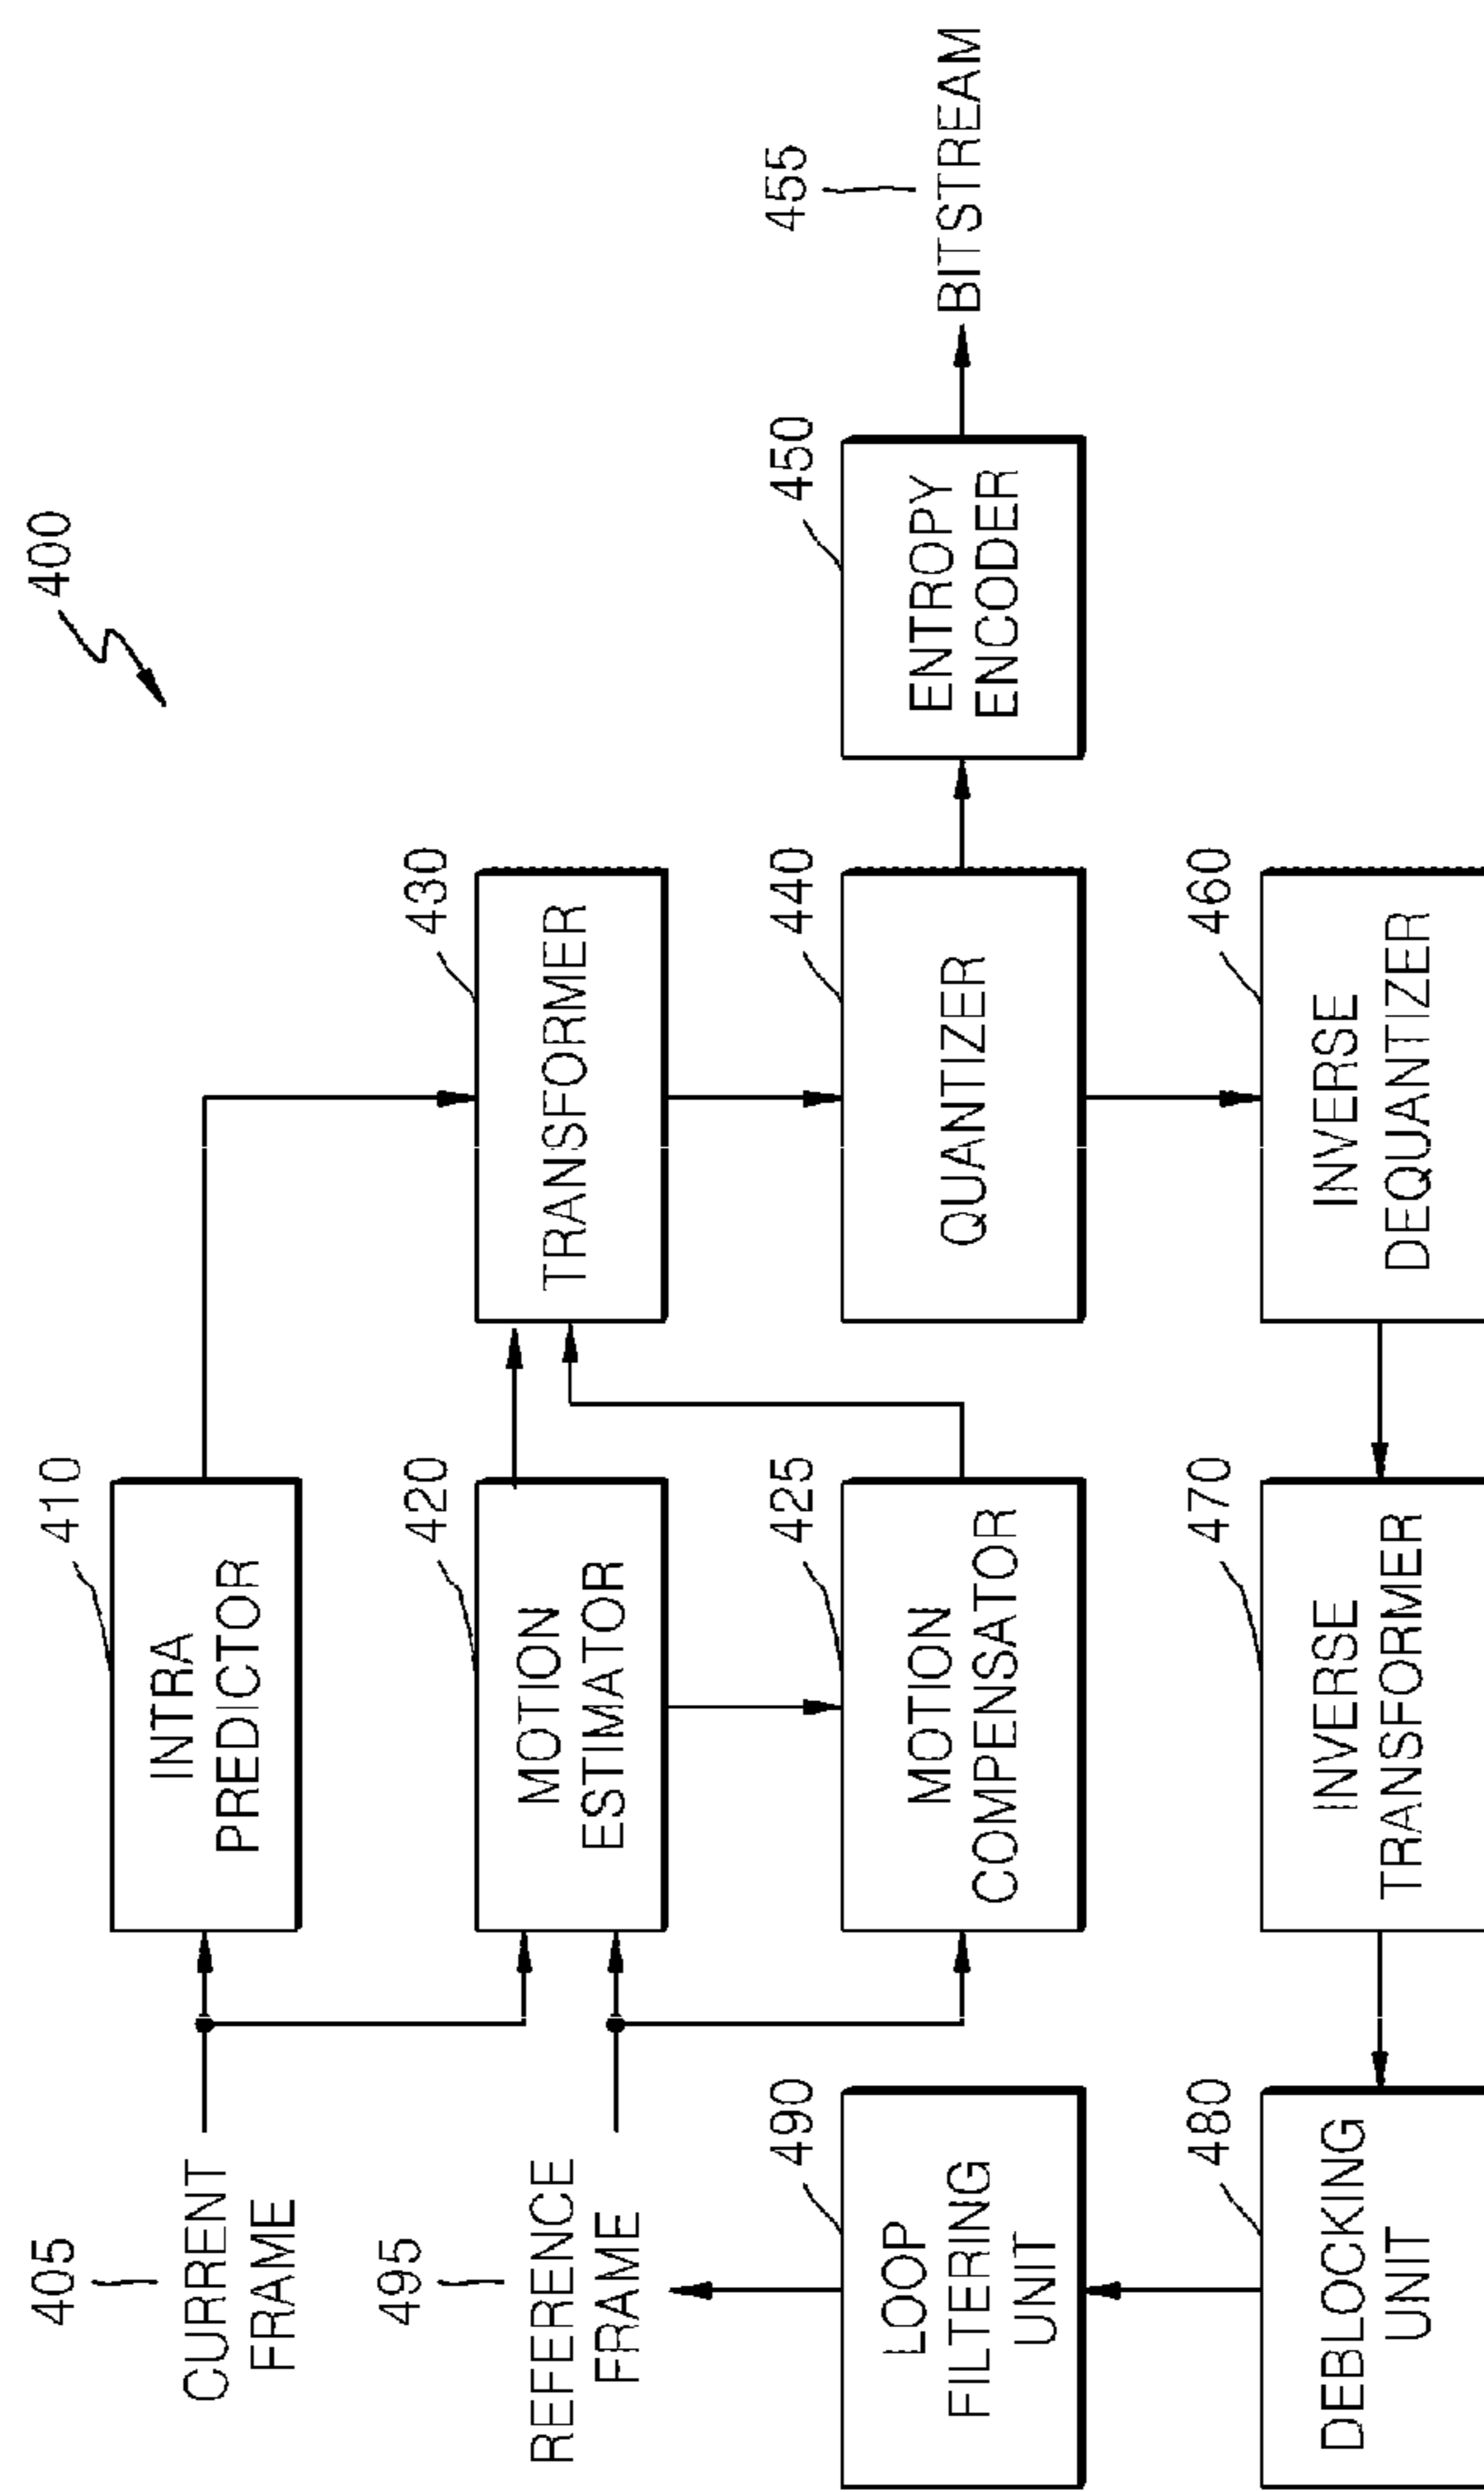 400
405
CURRENT
FRAME
410
INTRA
PREDICTOR
495
REFERENCE
FRAME
420
MOTION
ESTIMATOR
430
TRANSFORMER
490
LOOP
FILTERING
UNIT
425
MOTION
COMPENSATOR
440
QUANTIZER
450
ENTROPY
ENCODER
455
BITSTREAM
480
DEBLOCKING
UNIT
470
INVERSE
TRANSFORMER
460
INVERSE
DEQUANTIZER